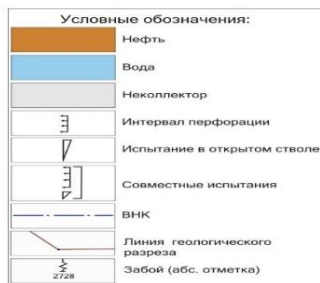 Условные обозначения:
Нефть
Вода
Неколлектор
Интервал перфорации
Испытание в открытом стволе
Совместные испытания
ВНК
Линия геологического
разреза
2728
Забой (абс. отметка)